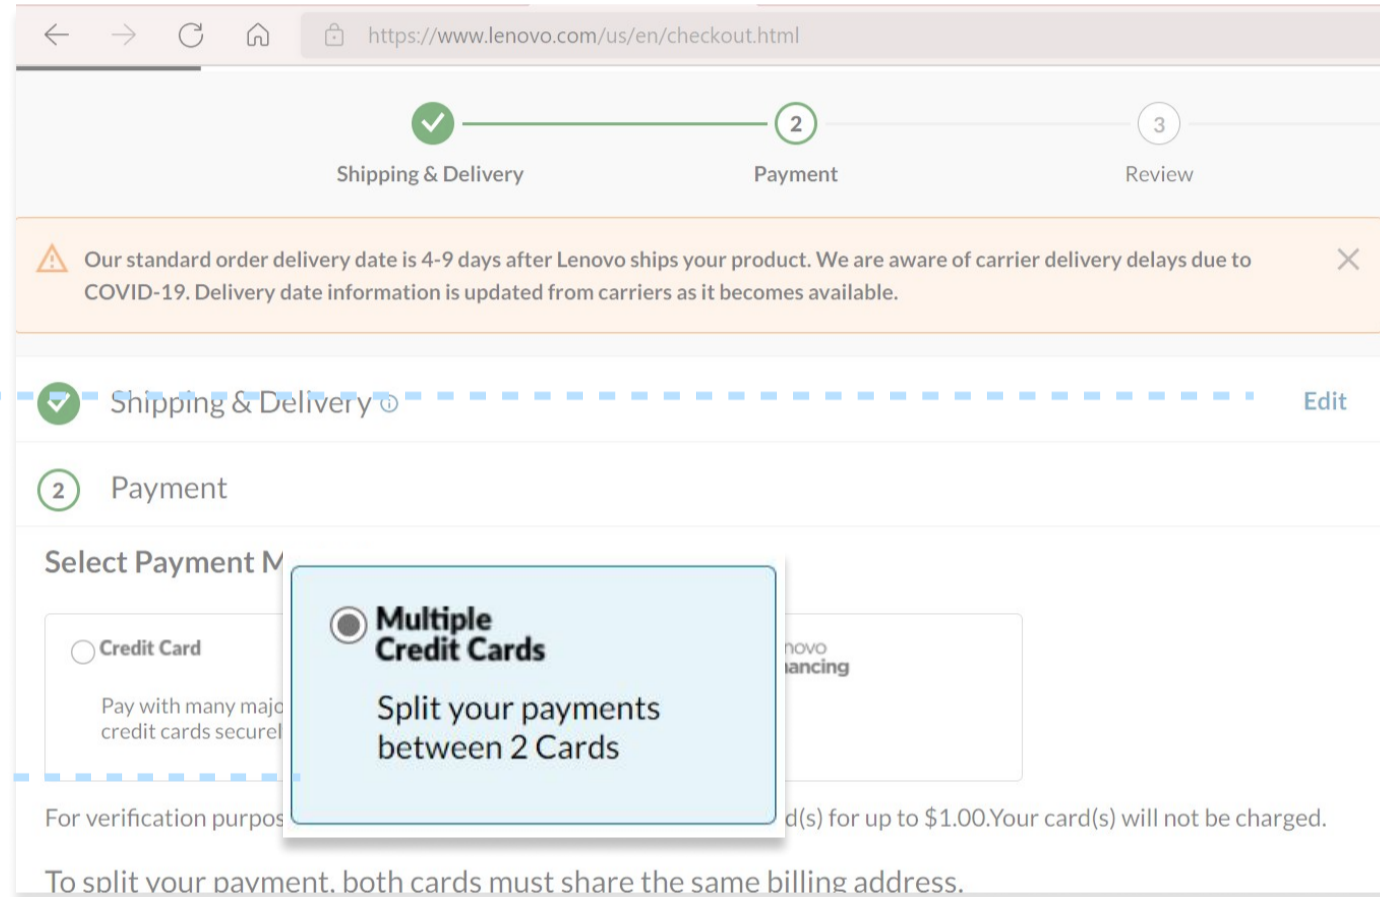 https://www.lenovo.com/us/en/checkout.html
2
3
Shipping & Delivery
Payment
Review
Our standard order delivery date is 4-9 days after Lenovo ships your product. We are aware of carrier delivery delays due to
COVID-19. Delivery date information is updated from carriers as it becomes available.
Shipping & Delivery
Edit
2
Payment
Select Payment
Credit Card
Pay with many
credit cards
Multiple
Credit Cards
Split your payments
between 2 Cards
For verification
d(s) for up to $1.00.Your card(s) will not be charged.
To split your payment, both cards must share the same billing address.